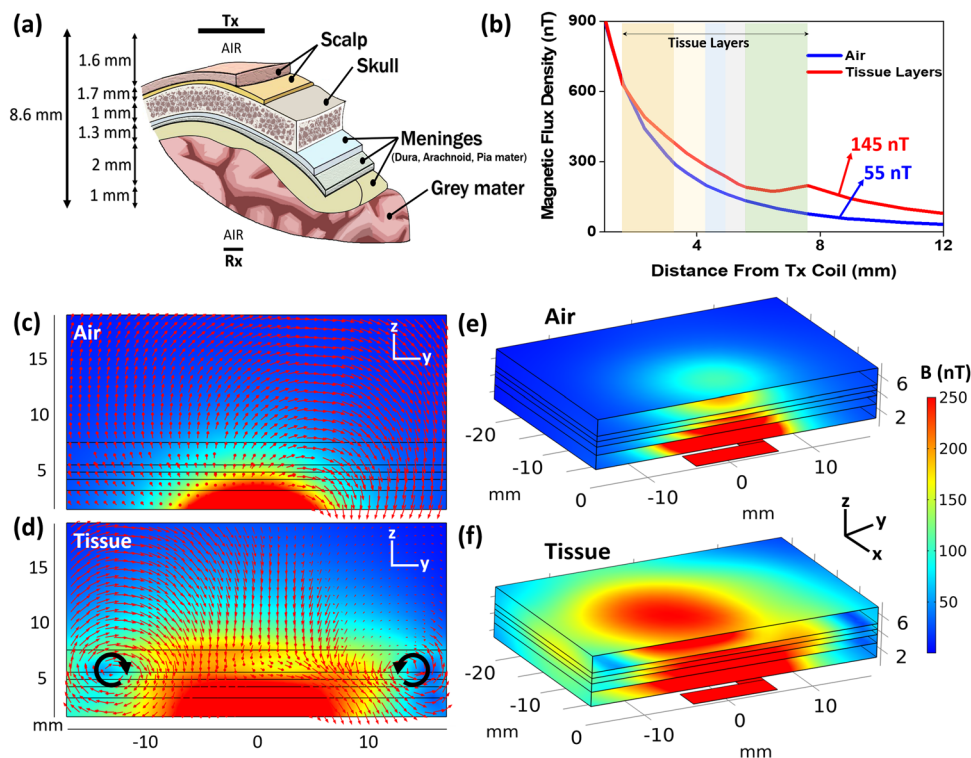 (a)
Tx
AIR
Scalp
Skull
Meninges
(Dura, Arachnoid, Pia mater)
Grey mater
AIR
Rx
8.6 mm
1.6 mm
1.7 mm
1 mm
1.3 mm
2 mm
1 mm
(b)
Magnetic Flux Density (nT)
900
600
300
0
Tissue Layers
Air
Tissue Layers
145 nT
55 nT
4
8
12
Distance From Tx Coil (mm)
(c)
Air
z
y
15
10
5
(d)
Tissue
z
y
15
10
5
mm
-10
0
10
(e)
Air
6
2
-20
-10
0
mm
-10
0
10
mm
(f)
Tissue
6
2
-20
-10
0
-10
0
10
mm
z
y
x
B (nT)
250
200
150
100
50